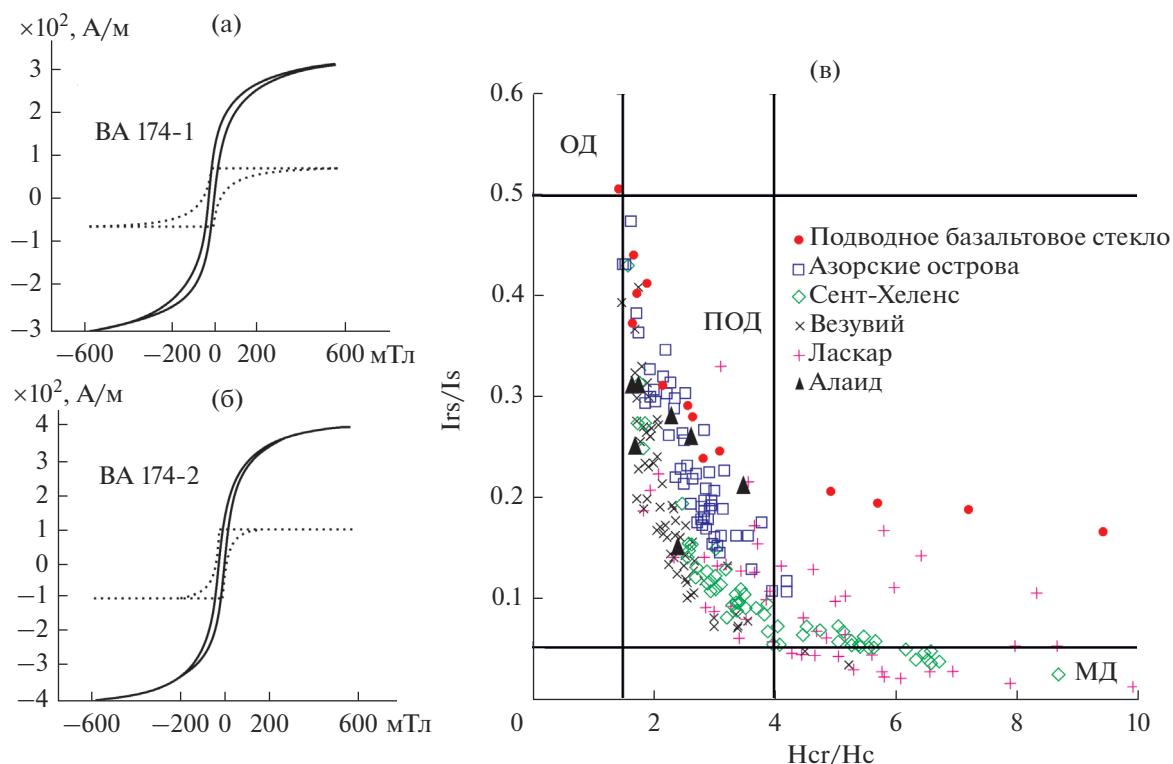 ×10², А/м
(а)
3
2
ВА 174-1
1
0
−1
−2
−3
−600
−200
0
200
600 мТл
×10², А/м
(б)
4
3
ВА 174-2
2
1
0
−1
−2
−3
−4
−600
−200
0
200
600 мТл
(в)
0.6
ОД
0.5
Подводное базальтовое стекло
Азорские острова
Сент-Хеленс
0.4
ПОД
Везувий
Ласкар
Алаид
Irs/Is
0.3
0.2
0.1
МД
0
2
4
6
8
10
Hcr/Hc